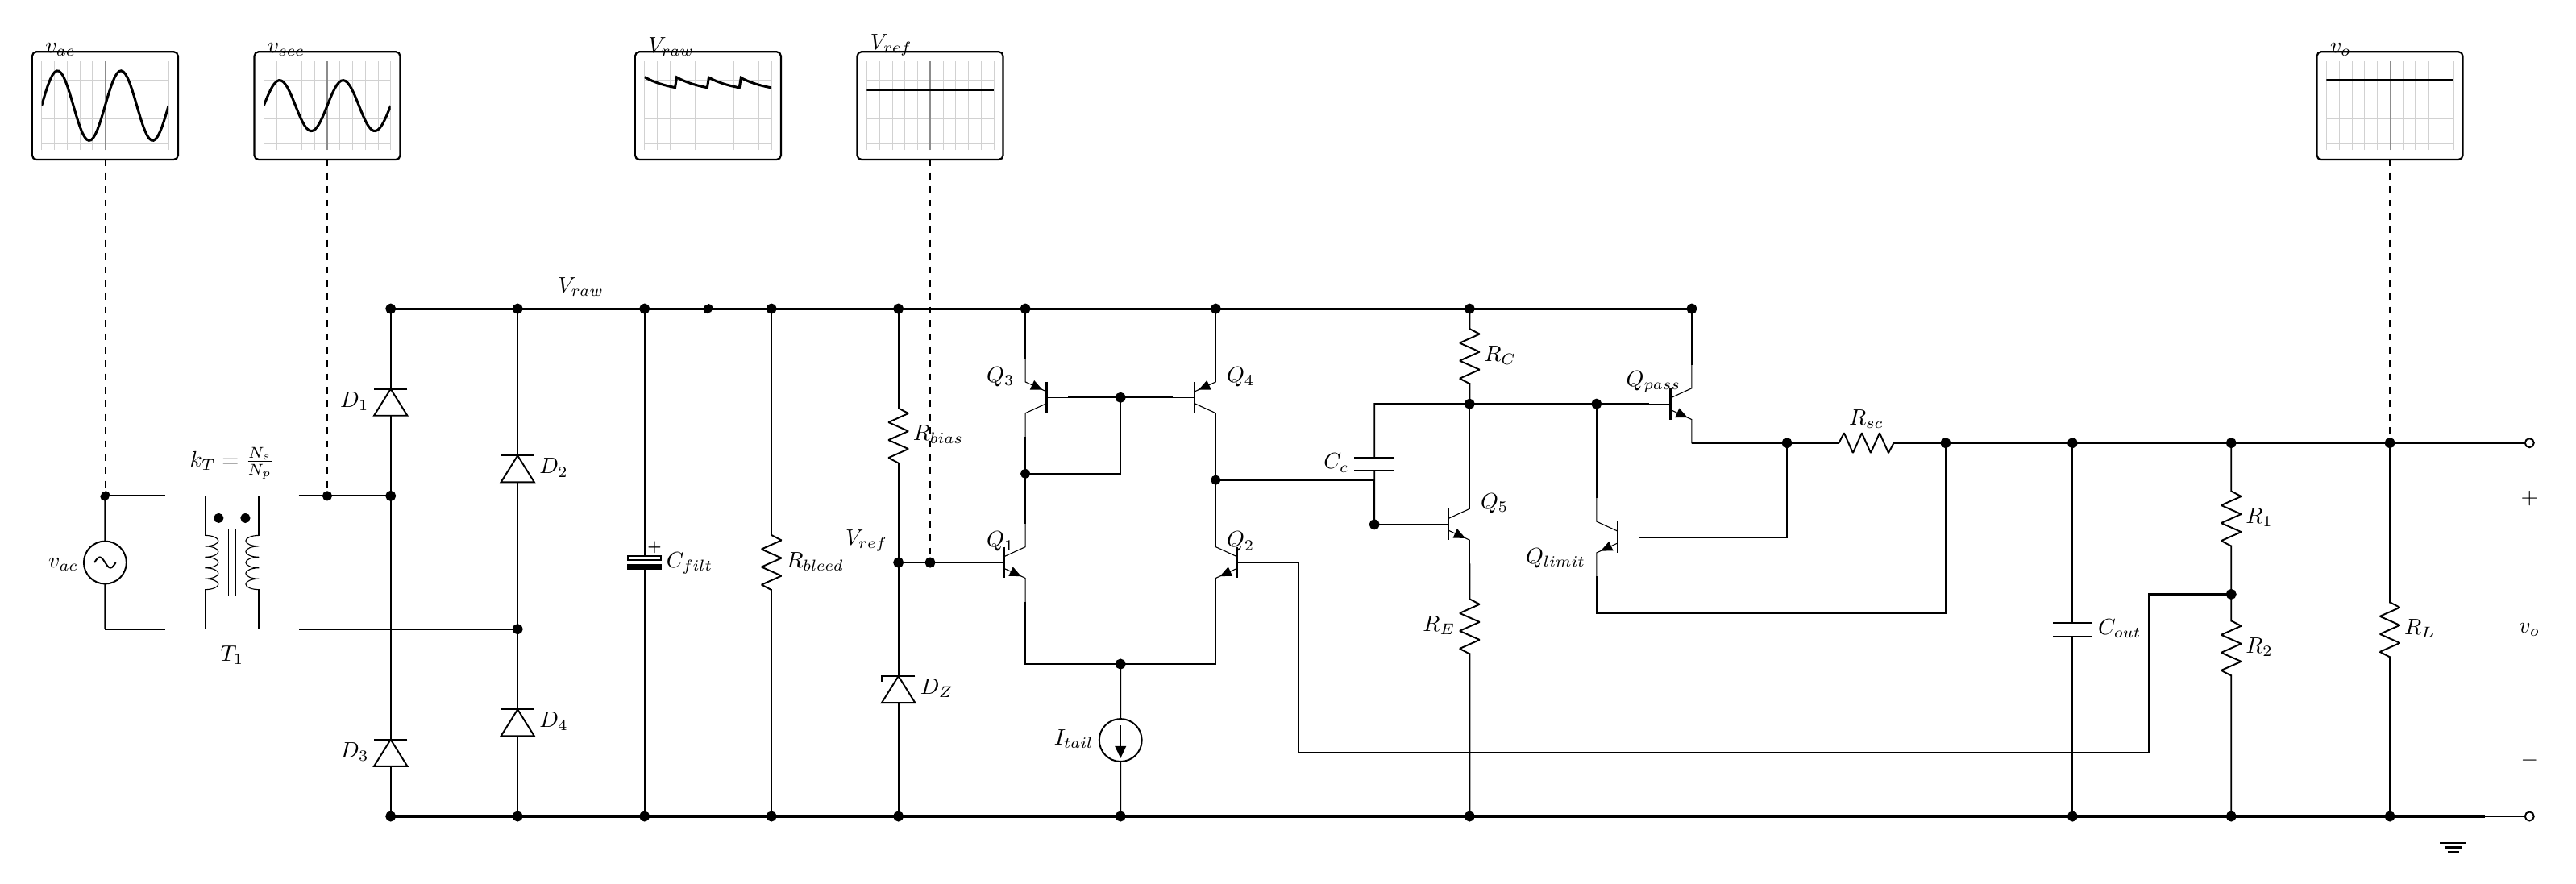 v_ac
v_sec
V_raw
V_ref
v_o
V_raw
D_1
D_2
D_3
D_4
k_T = N_s/N_p
T_1
v_ac
+
C_filt
R_bleed
R_bias
V_ref
D_Z
Q_3
Q_4
Q_1
Q_2
I_tail
C_c
R_C
Q_5
R_E
Q_pass
Q_limit
R_sc
C_out
R_1
R_2
R_L
+
v_o
−